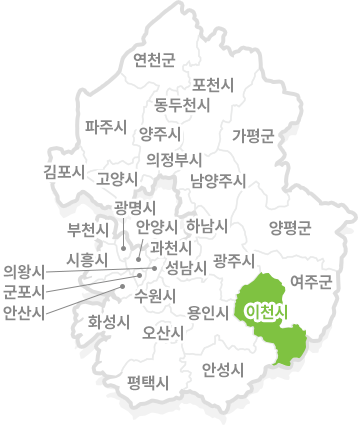 연천군
포천시
동두천시
파주시
양주시
가평군
의정부시
김포시
고양시
남양주시
광명시
부천시
안양시
하남시
양평군
과천시
시흥시
성남시
광주시
의왕시
여주군
군포시
수원시
안산시
용인시
이천시
화성시
오산시
안성시
평택시